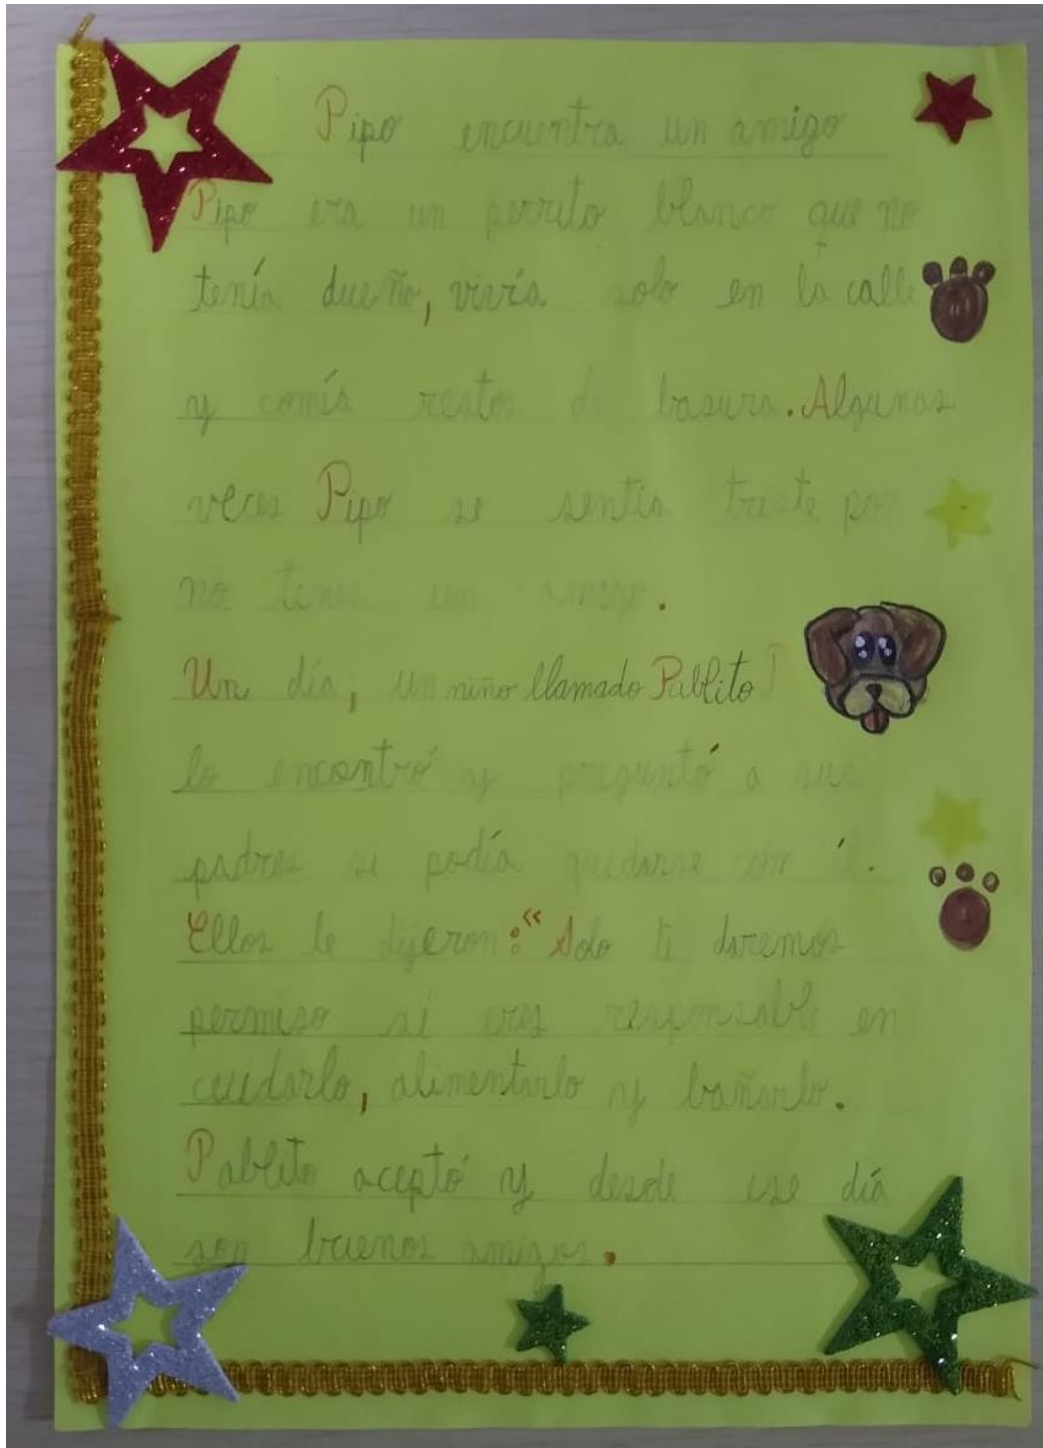 Pipo encuentra un amigo
Pipo era un perrito blanco que no
tenía dueño, vivía solo en la calle
y comía restos de basura. Algunas
veces Pipo se sentía triste por
no tener un amigo.
Un día, un niño llamado Pablito
lo encontró y preguntó a sus
padres si podía quedarse con él.
Ellos le dijeron:“Solo te daremos
permiso si eres responsable en
cuidarlo, alimentarlo y bañarlo.
Pablito aceptó y desde ese día
son buenos amigos.